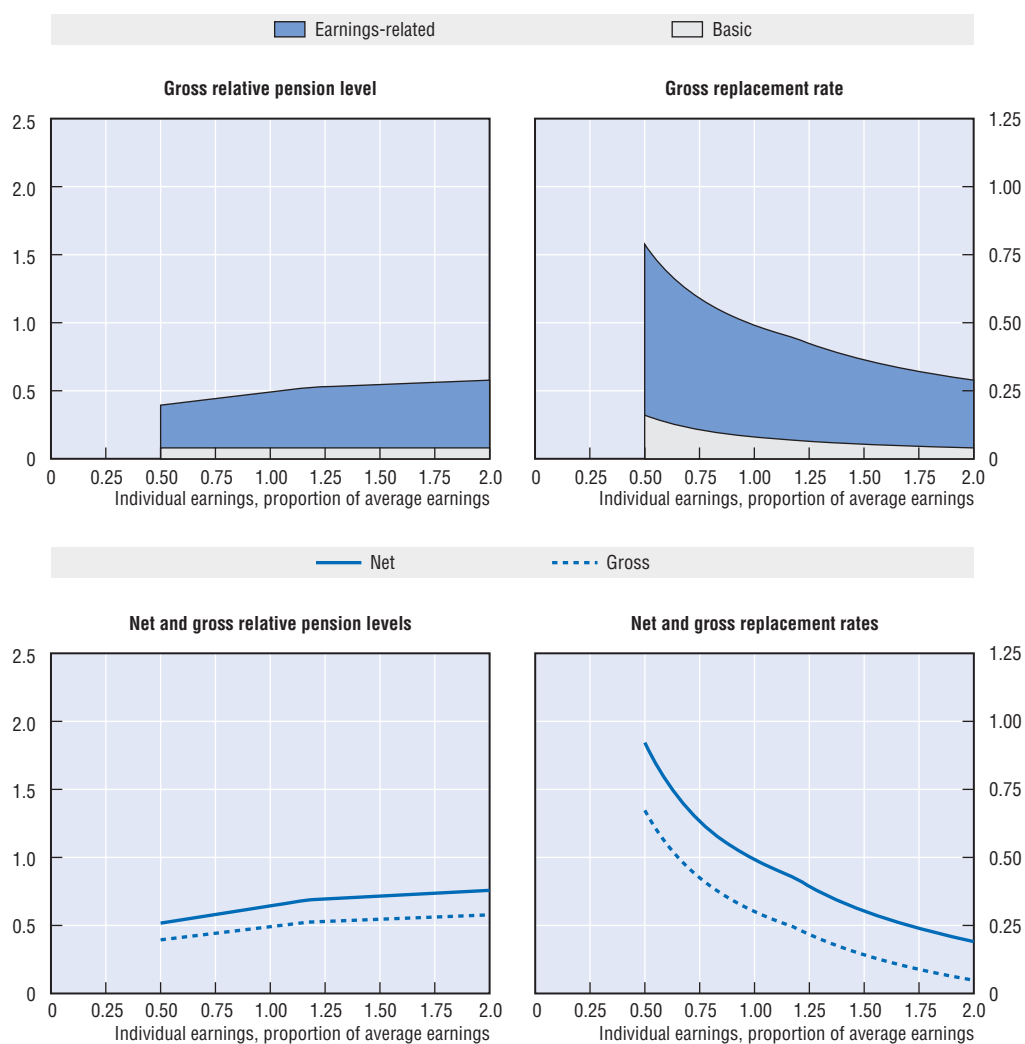 Earnings-related Basic
Gross relative pension level
2.5
2.0
1.5
1.0
0.5
0
0 0.25 0.50 0.75 1.00 1.25 1.50 1.75 2.0
Individual earnings, proportion of average earnings
Gross replacement rate
1.25
1.00
0.75
0.50
0.25
0
0 0.25 0.50 0.75 1.00 1.25 1.50 1.75 2.0
Individual earnings, proportion of average earnings
Net Gross
Net and gross relative pension levels
2.5
2.0
1.5
1.0
0.5
0
0 0.25 0.50 0.75 1.00 1.25 1.50 1.75 2.0
Individual earnings, proportion of average earnings
Net and gross replacement rates
1.25
1.00
0.75
0.50
0.25
0
0 0.25 0.50 0.75 1.00 1.25 1.50 1.75 2.0
Individual earnings, proportion of average earnings